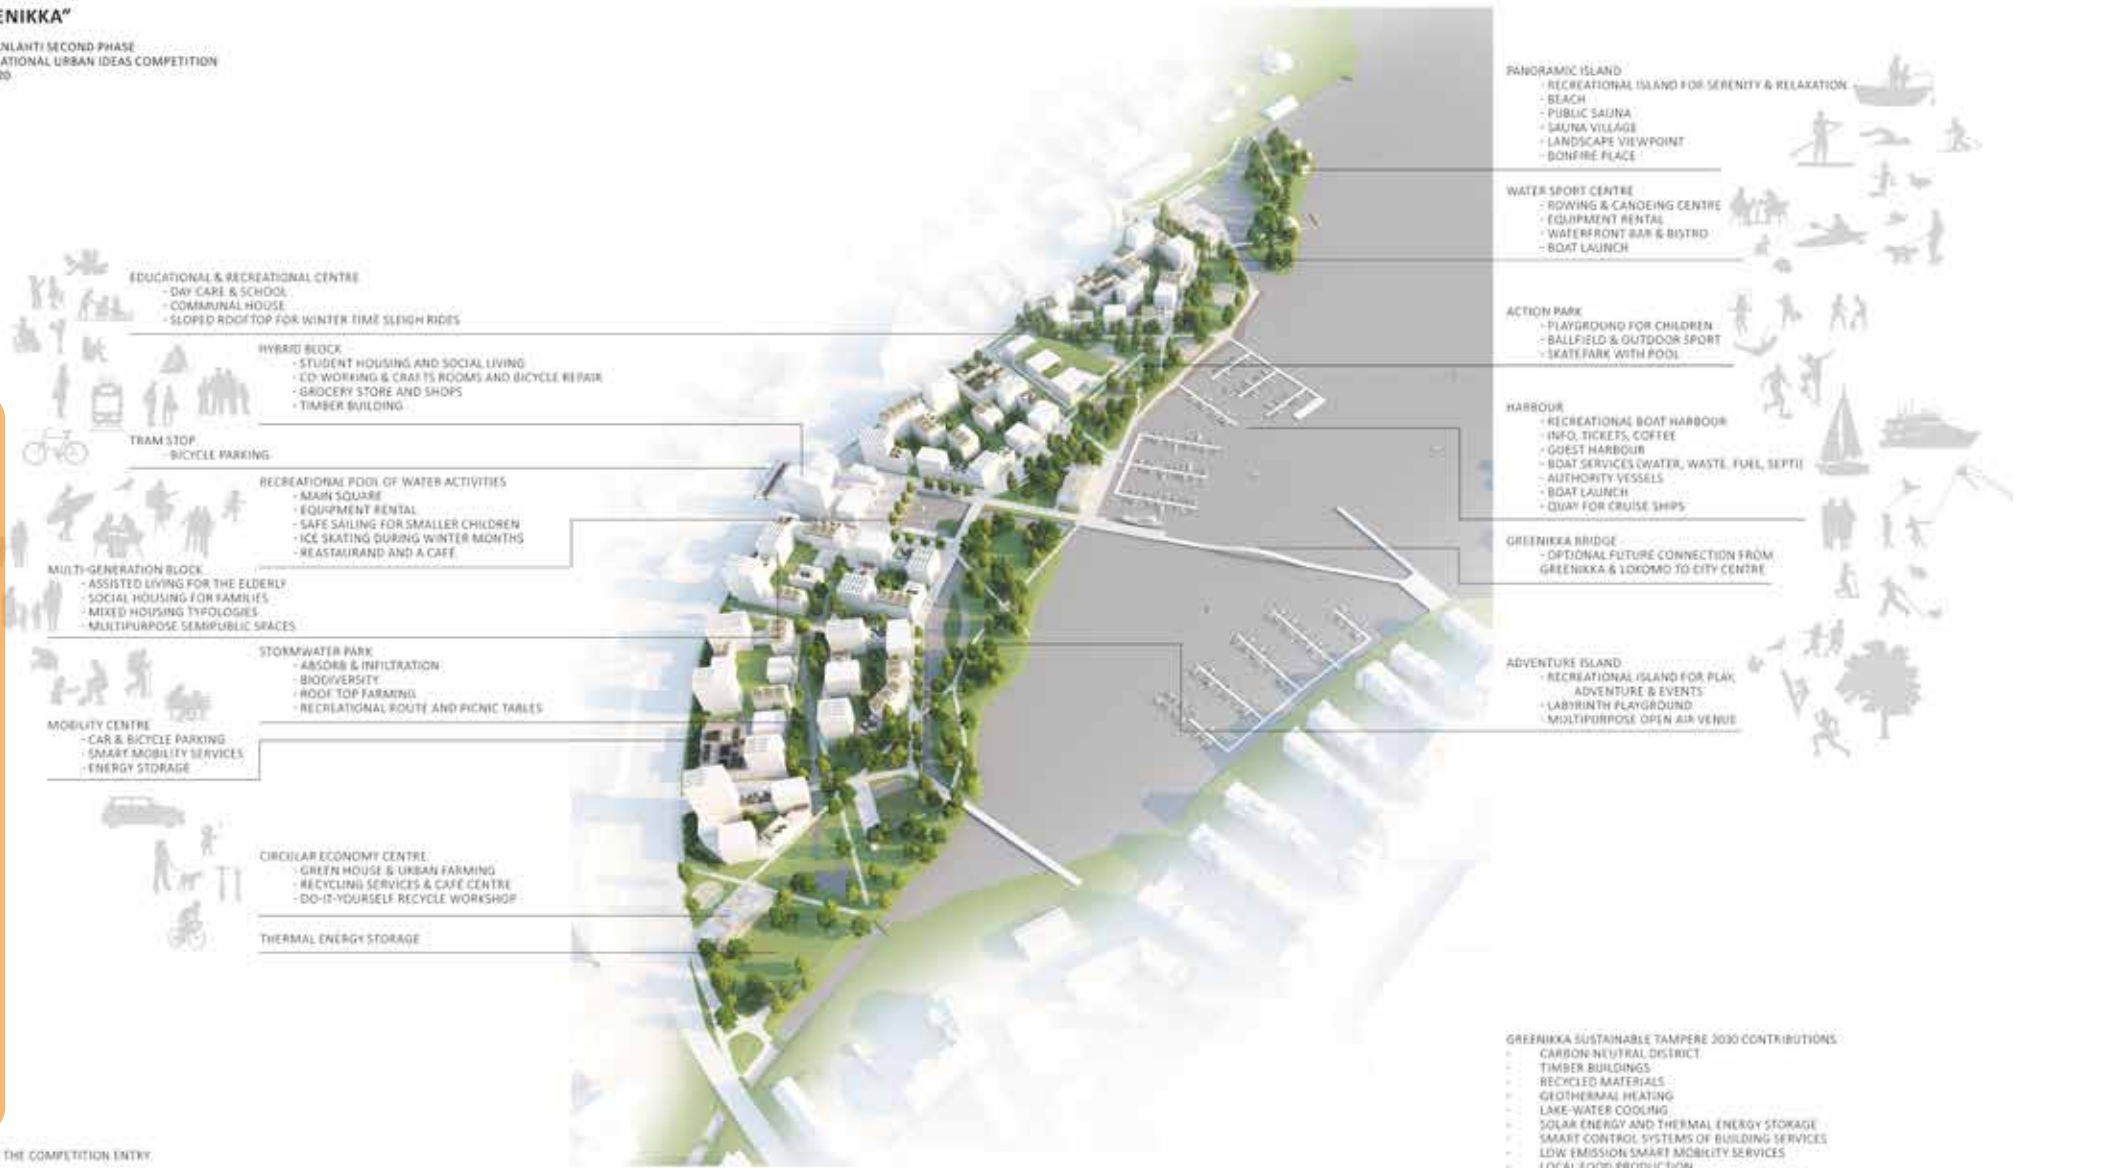 ENIKKA"
NLAHTI SECOND PHASE
ATIONAL URBAN IDEAS COMPETITION
20
EDUCATIONAL & RECREATIONAL CENTRE
- DAY CARE & SCHOOL
- COMMUNAL HOUSE
- SLOPED ROOFTOP FOR WINTER TIME SLEIGH RIDES
HYBRID BLOCK
- STUDENT HOUSING AND SOCIAL LIVING
- CO-WORKING & CRAFTS ROOMS AND BICYCLE REPAIR
- GROCERY STORE AND SHOPS
- TIMBER BUILDING
TRAM STOP
- BICYCLE PARKING
RECREATIONAL POOL OF WATER ACTIVITIES
- MAIN SQUARE
- EQUIPMENT RENTAL
- SAFE SAILING FOR SMALLER CHILDREN
- ICE SKATING DURING WINTER MONTHS
- REASTAURAND AND A CAFÉ
MULTI-GENERATION BLOCK
- ASSISTED LIVING FOR THE ELDERLY
- SOCIAL HOUSING FOR FAMILIES
- MIXED HOUSING TYPOLOGIES
- MULTIPURPOSE SEMIPUBLIC SPACES
STORMWATER PARK
- ABSORB & INFILTRATION
- BIODIVERSITY
- ROOF TOP FARMING
- RECREATIONAL ROUTE AND PICNIC TABLES
MOBILITY CENTRE
- CAR & BICYCLE PARKING
- SMART MOBILITY SERVICES
- ENERGY STORAGE
CIRCULAR ECONOMY CENTRE
- GREEN HOUSE & URBAN FARMING
- RECYCLING SERVICES & CAFÉ CENTRE
- DO-IT-YOURSELF RECYCLE WORKSHOP
THERMAL ENERGY STORAGE
THE COMPETITION ENTRY
PANORAMIC ISLAND
- RECREATIONAL ISLAND FOR SERENITY & RELAXATION
- BEACH
- PUBLIC SAUNA
- SAUNA VILLAGE
- LANDSCAPE VIEWPOINT
- BONFIRE PLACE
WATER SPORT CENTRE
- ROWING & CANOEING CENTRE
- EQUIPMENT RENTAL
- WATERFRONT BAR & BISTRO
- BOAT LAUNCH
ACTION PARK
- PLAYGROUND FOR CHILDREN
- BALLFIELD & OUTDOOR SPORT
- SKATEPARK WITH POOL
HARBOUR
- RECREATIONAL BOAT HARBOUR
- INFO, TICKETS, COFFEE
- GUEST HARBOUR
- BOAT SERVICES (WATER, WASTE, FUEL, SEPTI)
- AUTHORITY VESSELS
- BOAT LAUNCH
- QUAY FOR CRUISE SHIPS
GREENIKKA BRIDGE
- OPTIONAL FUTURE CONNECTION FROM
GREENIKKA & LOKOMO TO CITY CENTRE
ADVENTURE ISLAND
- RECREATIONAL ISLAND FOR PLAY,
ADVENTURE & EVENTS
- LABYRINTH PLAYGROUND
- MULTIPURPOSE OPEN AIR VENUE
GREENIKKA SUSTAINABLE TAMPERE 2030 CONTRIBUTIONS
- CARBON-NEUTRAL DISTRICT
- TIMBER BUILDINGS
- RECYCLED MATERIALS
- GEOTHERMAL HEATING
- LAKE-WATER COOLING
- SOLAR ENERGY AND THERMAL ENERGY STORAGE
- SMART CONTROL SYSTEMS OF BUILDING SERVICES
- LOW EMISSION SMART MOBILITY SERVICES
- LOCAL FOOD PRODUCTION